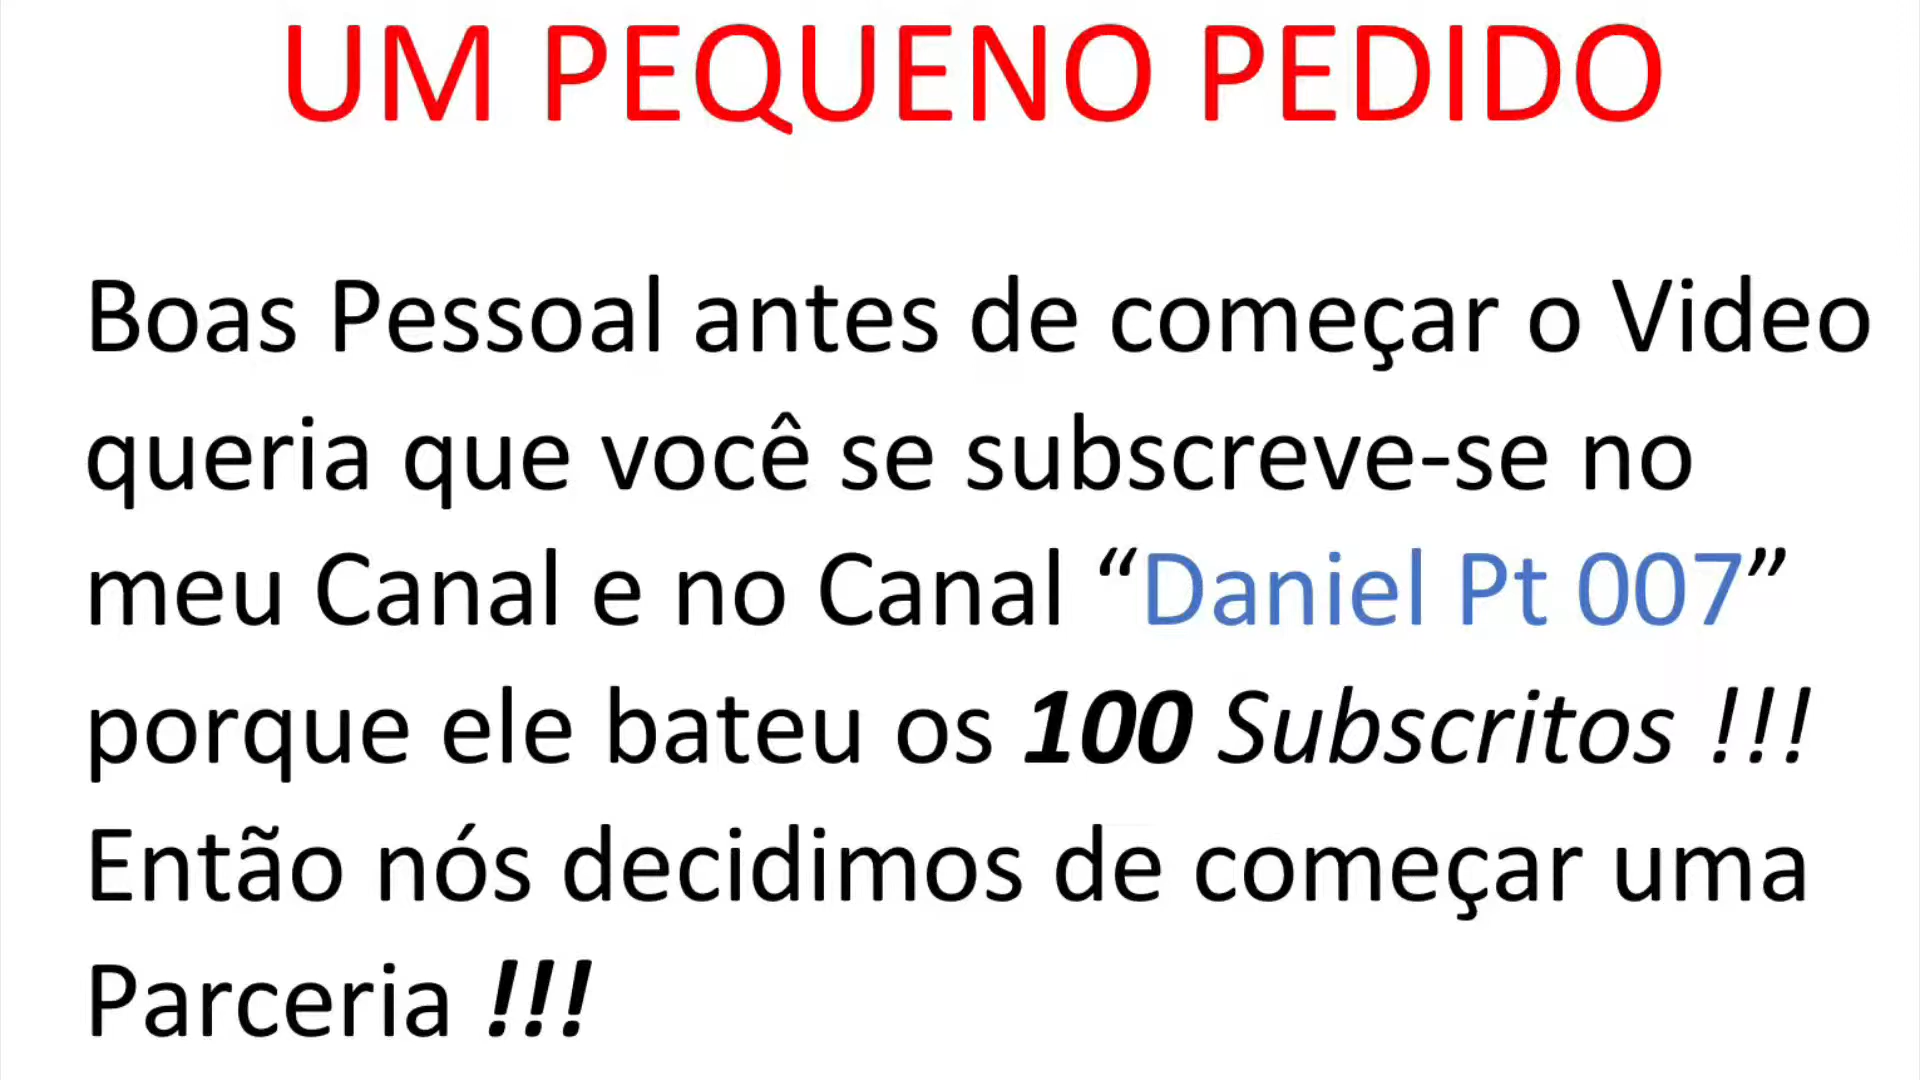 UM PEQUENO PEDIDO
Boas Pessoal antes de começar o Video
queria que você se subscreve-se no
meu Canal e no Canal “Daniel Pt 007”
porque ele bateu os 100 Subscritos !!!
Então nós decidimos de começar uma
Parceria !!!